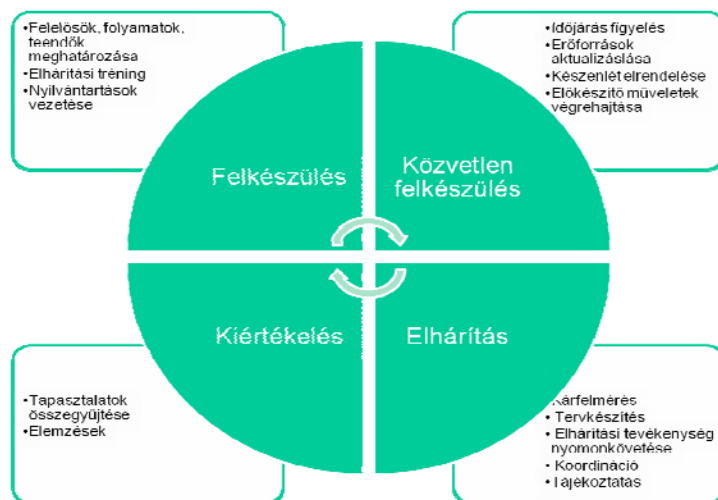 •Felelősök, folyamatok,
teendők
meghatározása
•Elhárítási tréning
•Nyilvántartások
vezetése
•Időjárás figyelés
•Erőforrások
aktualizáslása
•Készenlét elrendelése
•Előkészítő műveletek
végrehajtása
Felkészülés
Közvetlen
felkészülés
Kiértékelés
Elhárítás
•Tapasztalatok
összegyűjtése
•Elemzések
•Kárfelmérés
•Tervkészítés
•Elhárítási tevékenység
nyomonkövetése
•Koordináció
•Tájékoztatás